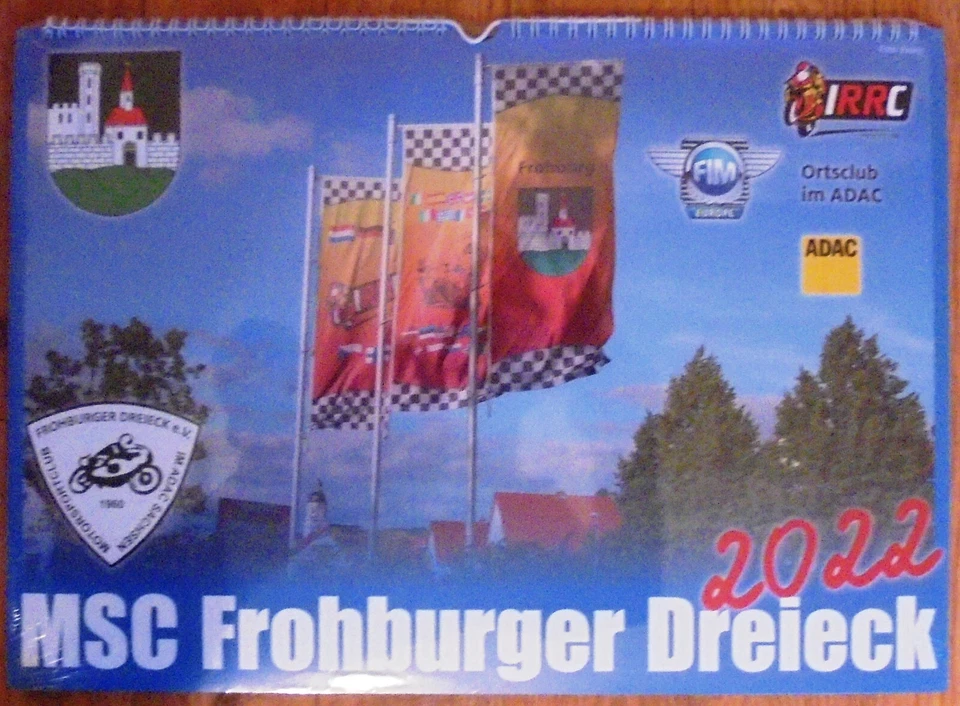 IRRC
FIM
EUROPE
Ortsclub
im ADAC
ADAC
Frohburg
FROHBURGER DREIECK e.V.
IM ADAC SACHSEN
MOTORSPORTCLUB
1960
2022
MSC Frohburger Dreieck